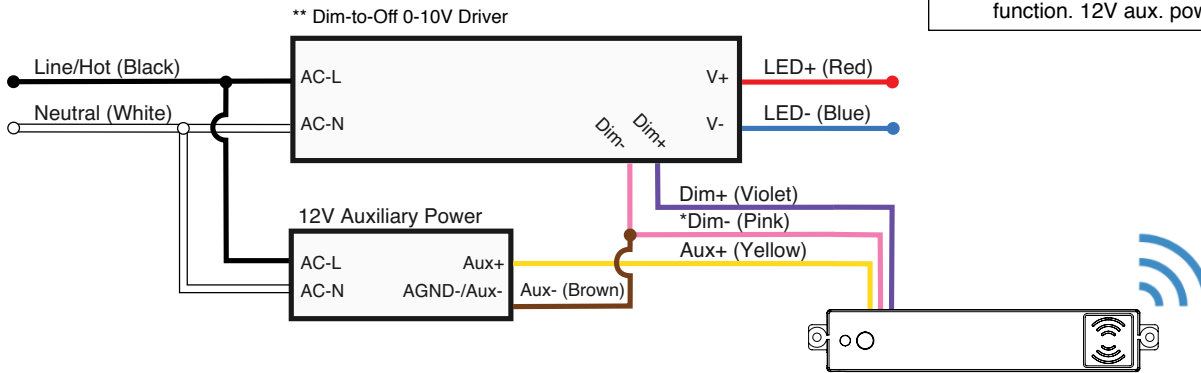 function. 12V aux. pow
** Dim-to-Off 0-10V Driver
Line/Hot (Black)
AC-L
V+
LED+ (Red)
Neutral (White)
AC-N
Dim-
Dim+
V-
LED- (Blue)
Dim+ (Violet)
12V Auxiliary Power
*Dim- (Pink)
Aux+ (Yellow)
AC-L
Aux+
AC-N
AGND-/Aux-
Aux- (Brown)